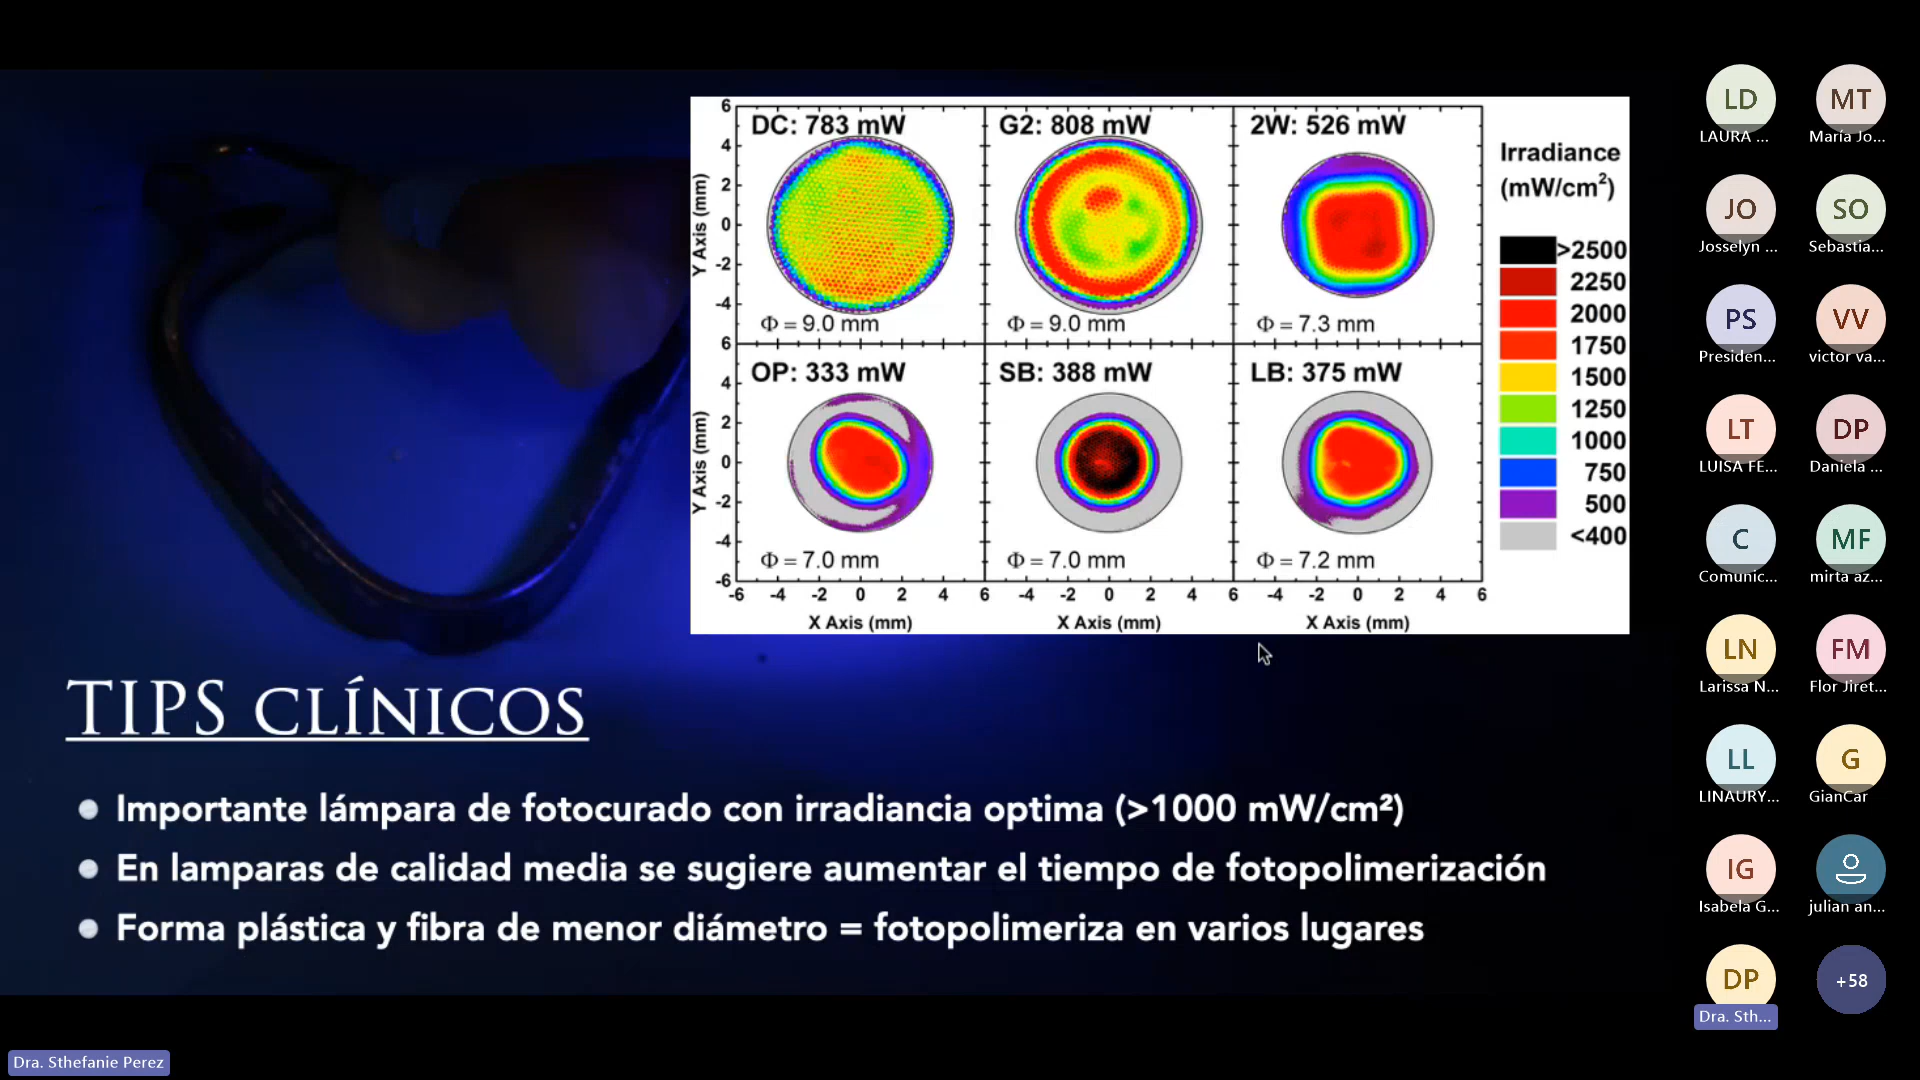 DC: 783 mW
G2: 808 mW
2W: 526 mW
6
4
2
0
-2
-4
Y Axis (mm)
Φ = 9.0 mm
Φ = 9.0 mm
Φ = 7.3 mm
OP: 333 mW
SB: 388 mW
LB: 375 mW
6
4
2
0
-2
-4
-6
Y Axis (mm)
Φ = 7.0 mm
Φ = 7.0 mm
Φ = 7.2 mm
-6 -4 -2 0 2 4 6 -4 -2 0 2 4 6 -4 -2 0 2 4 6
X Axis (mm)
X Axis (mm)
X Axis (mm)
Irradiance
(mW/cm²)
>2500
2250
2000
1750
1500
1250
1000
750
500
<400
TIPS CLÍNICOS
Importante lámpara de fotocurado con irradiancia optima (>1000 mW/cm²)
En lamparas de calidad media se sugiere aumentar el tiempo de fotopolimerización
Forma plástica y fibra de menor diámetro = fotopolimeriza en varios lugares
LD MT
LAURA ... María Jo...
JO SO
Josselyn ... Sebastia...
PS VV
Presiden... victor va...
LT DP
LUISA FE... Daniela ...
C MF
Comunic... mirta az...
LN FM
Larissa N... Flor Jiret...
LL G
LINAURY... GianCar
IG
Isabela G... julian an...
DP +58
Dra. Sth...
Dra. Sthefanie Perez